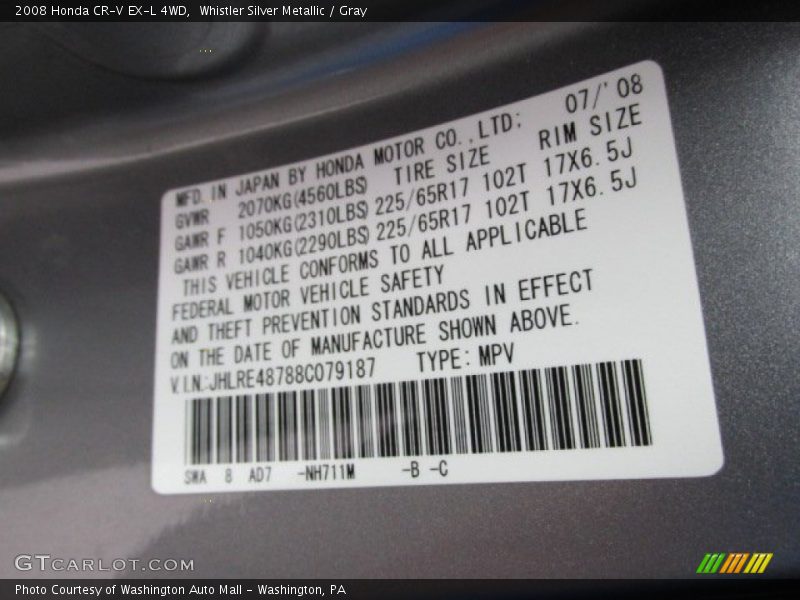 2008 Honda CR-V EX-L 4WD,  Whistler Silver Metallic / Gray
07/'08
MFD. IN JAPAN BY HONDA MOTOR CO.,LTD;
GVWR 2070KG(4560LBS) TIRE SIZE RIM SIZE
GAWR F 1050KG(2310LBS) 225/65R17 102T 17X6.5J
GAWR R 1040KG(2290LBS) 225/65R17 102T 17X6.5J
THIS VEHICLE CONFORMS TO ALL APPLICABLE
FEDERAL MOTOR VEHICLE SAFETY
AND THEFT PREVENTION STANDARDS IN EFFECT
ON THE DATE OF MANUFACTURE SHOWN ABOVE.
V.I.N.:JHLRE48788C079187 TYPE:MPV
SWA 8 AD7 -NH711M -B -C
GTCARLOT.COM
Photo Courtesy of Washington Auto Mall - Washington, PA